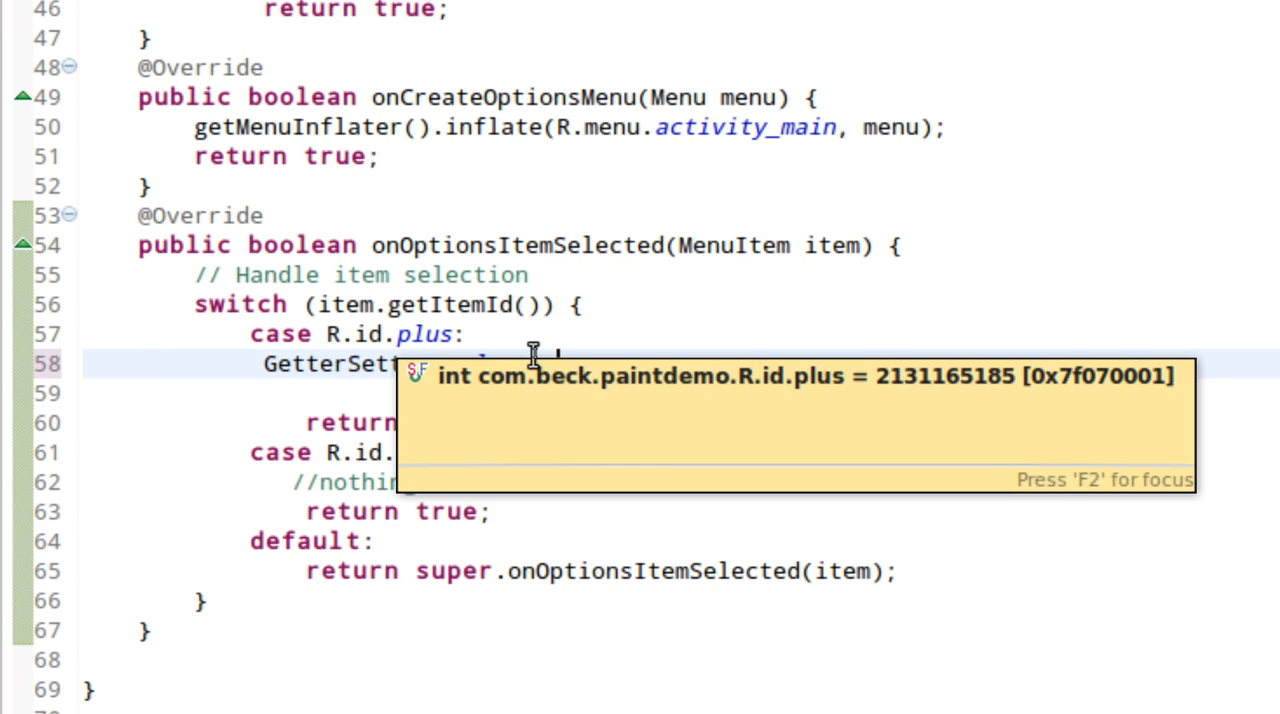 46 return true;
47 }
48 @Override
49 public boolean onCreateOptionsMenu(Menu menu) {
50 getMenuInflater().inflate(R.menu.activity_main, menu);
51 return true;
52 }
53 @Override
54 public boolean onOptionsItemSelected(MenuItem item) {
55 // Handle item selection
56 switch (item.getItemId()) {
57 case R.id.plus:
58
int com.beck.paintdemo.R.id.plus = 2131165185 [0x7f070001]
59
60 return
61 case R.id.
62
Press 'F2' for focus
63 return true;
64 default:
65 return super.onOptionsItemSelected(item);
66 }
67 }
68
69 }